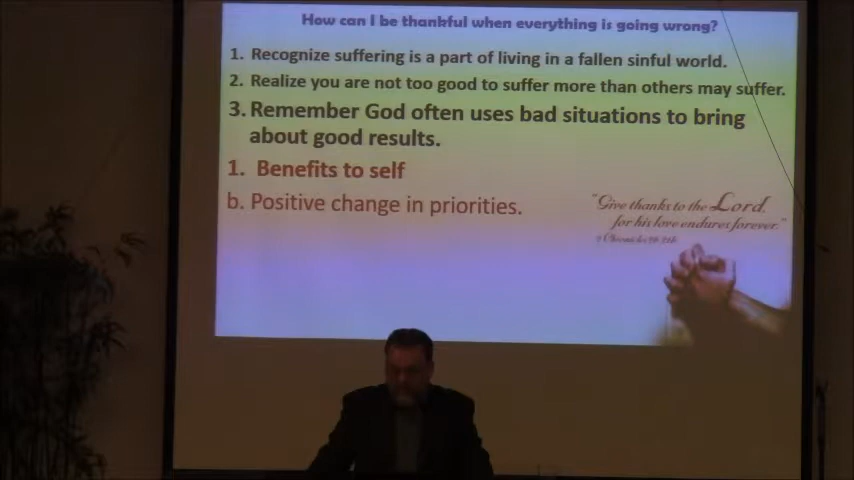 How can I be thankful when everything is going wrong?
1. Recognize suffering is a part of living in a fallen sinful world.
2. Realize you are not too good to suffer more than others may suffer.
3. Remember God often uses bad situations to bring
about good results.
1. Benefits to self
b. Positive change in priorities.
"Give thanks to the Lord,
for his love endures forever."